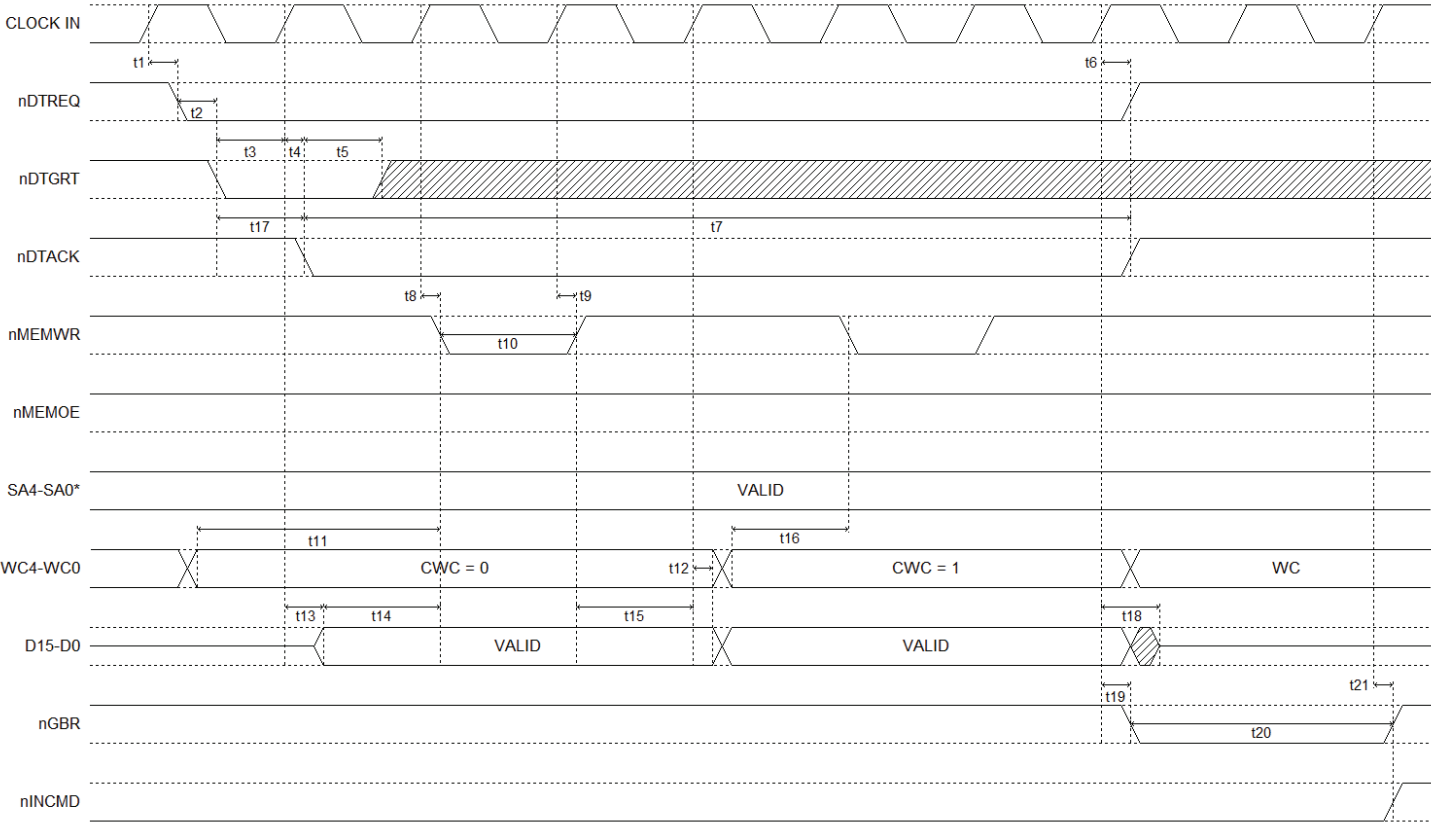 CLOCK IN
t1 t6
nDTREQ
t2
t3 t4 t5
nDTGRT
t17 t7
nDTACK
t8 t9
nMEMWR
t10
nMEMOE
SA4-SA0* VALID
t11 t16
WC4-WC0 CWC = 0 t12 CWC = 1 WC
t13 t14 t15 t18
D15-D0 VALID VALID
t19 t21
nGBR
t20
nINCMD